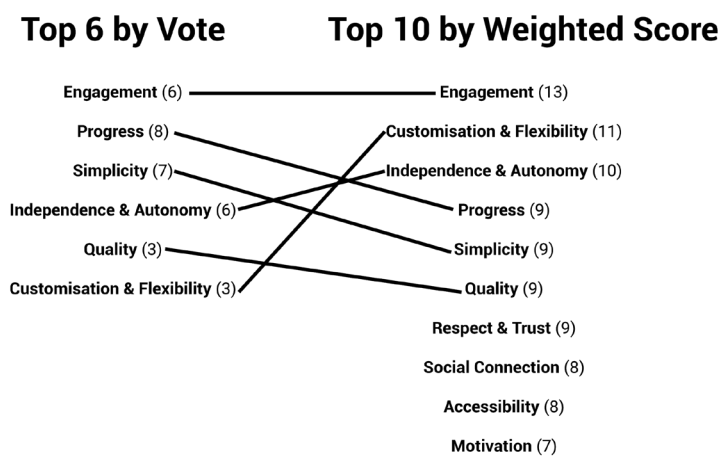 Top 6 by Vote
Engagement (6)
Progress (8)
Simplicity (7)
Independence & Autonomy (6)
Quality (3)
Customisation & Flexibility (3)
Top 10 by Weighted Score
Engagement (13)
Customisation & Flexibility (11)
Independence & Autonomy (10)
Progress (9)
Simplicity (9)
Quality (9)
Respect & Trust (9)
Social Connection (8)
Accessibility (8)
Motivation (7)